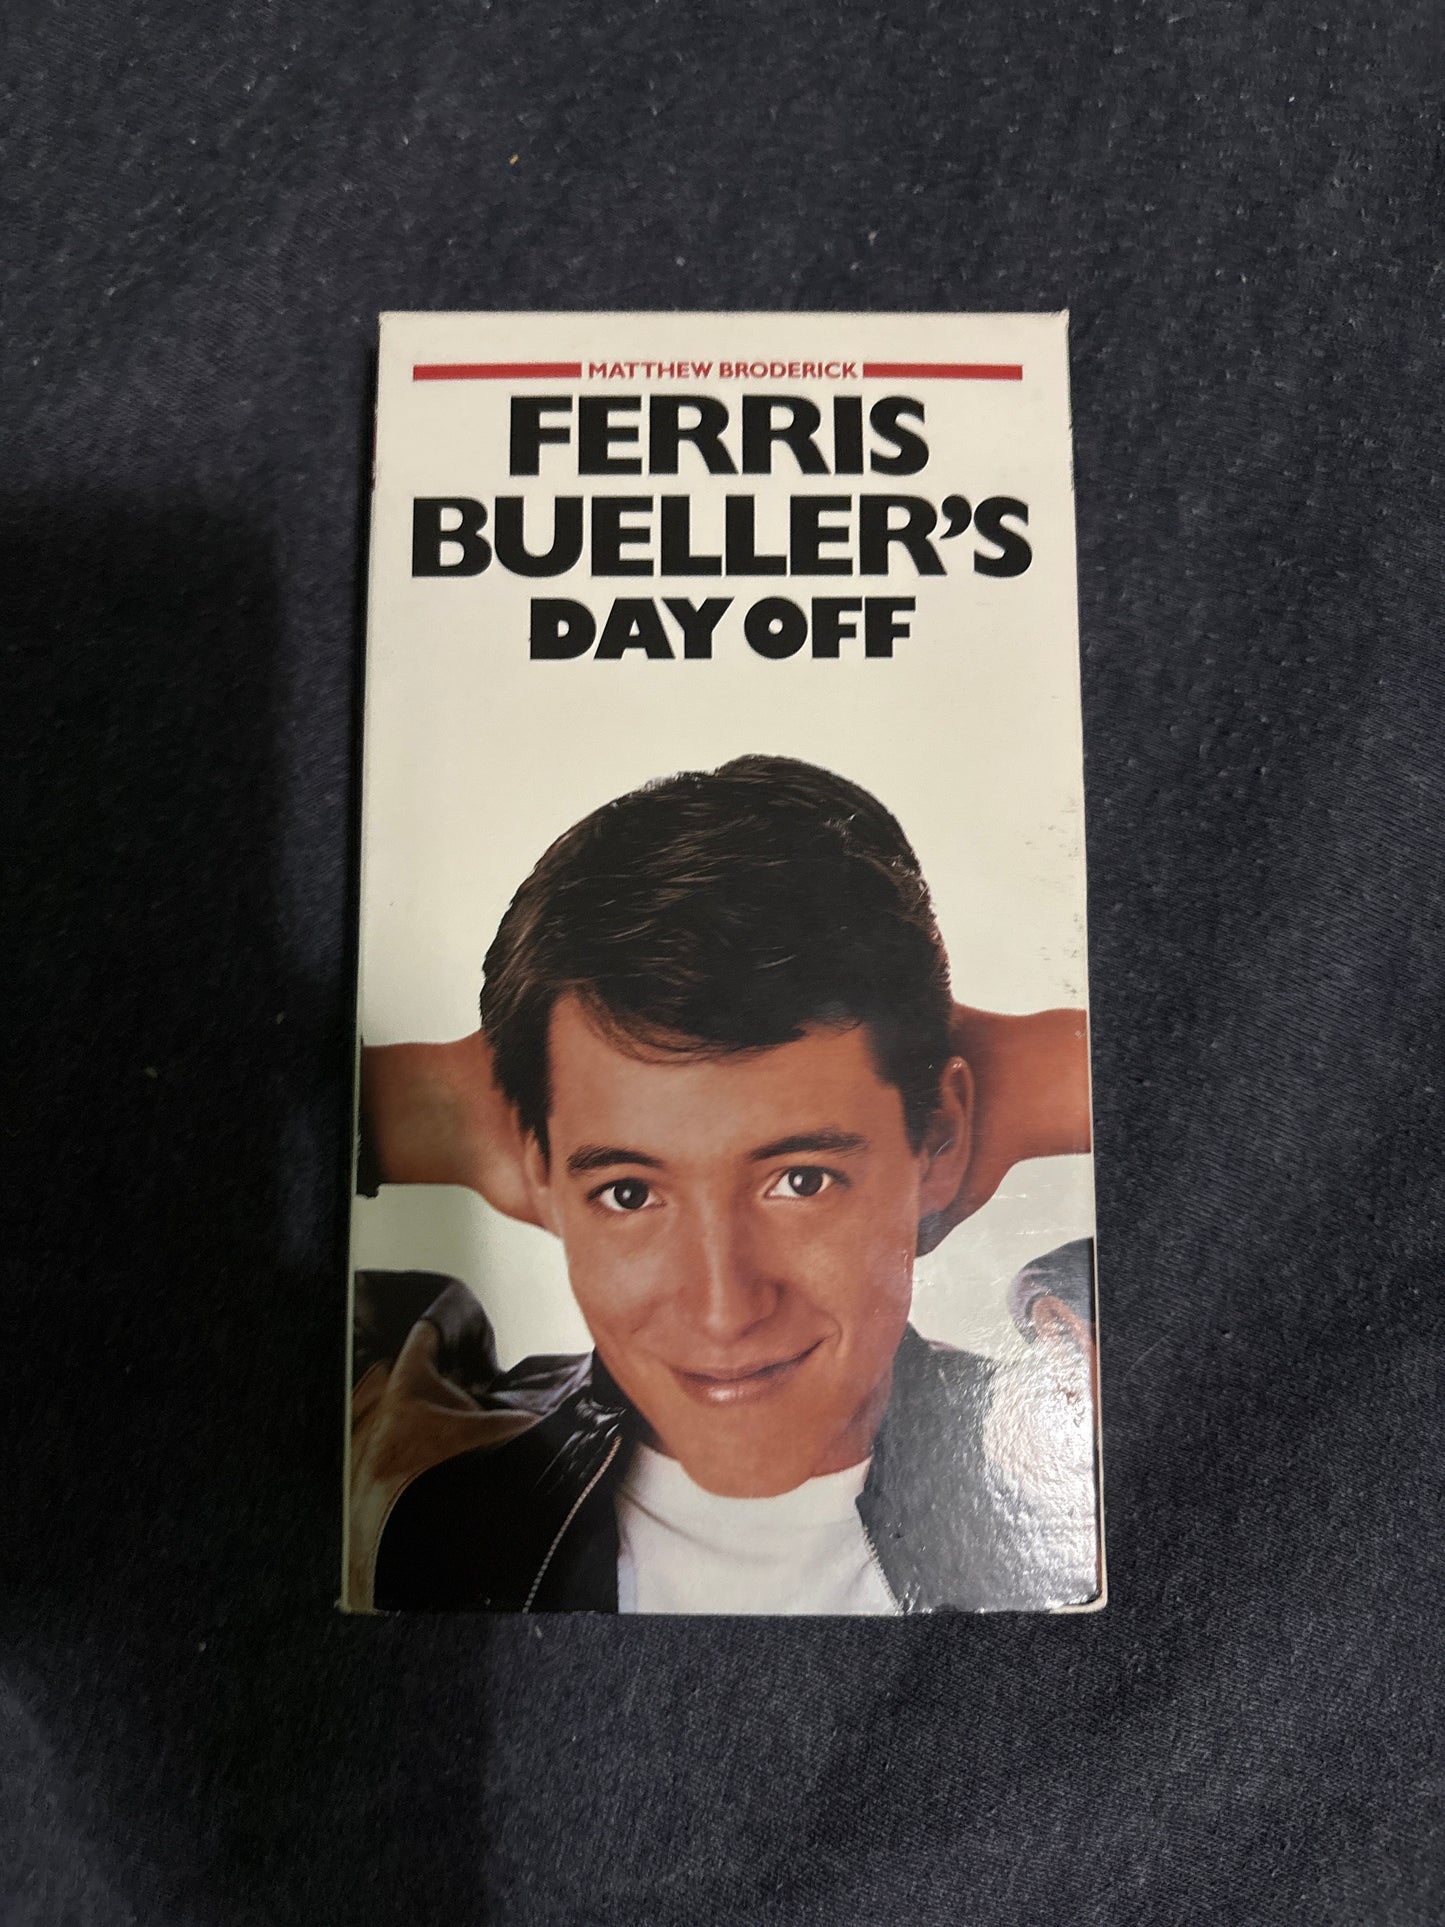 MATTHEW BRODERICK
FERRIS
BUELLER'S
DAY OFF